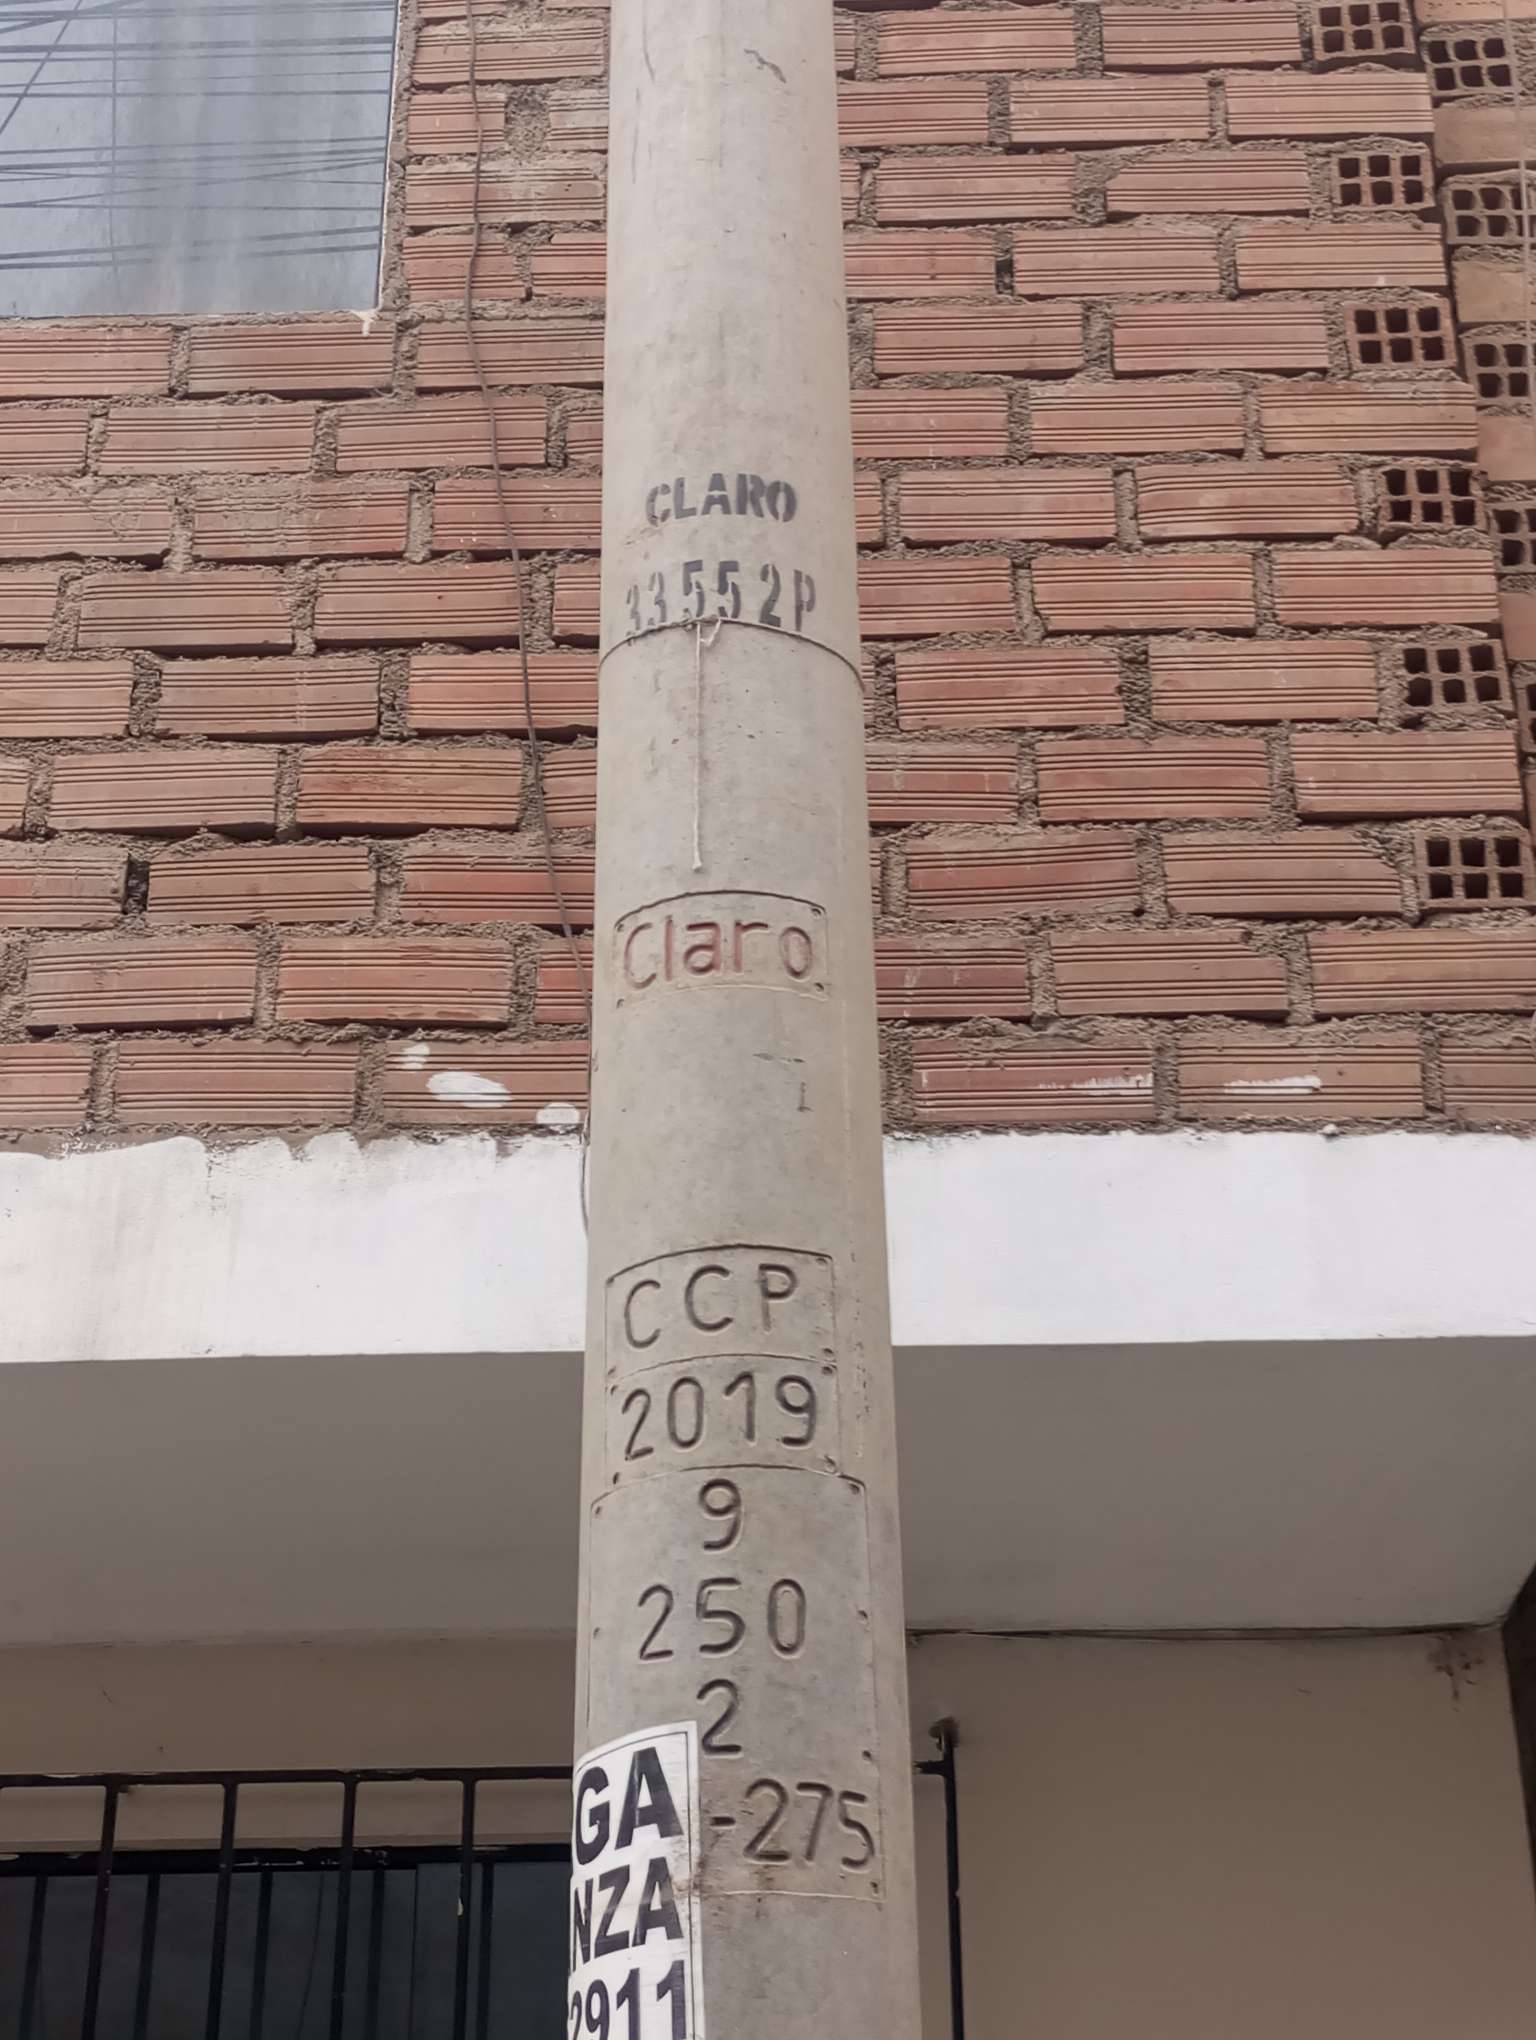 CLARO
33552P
Claro
CCP
2019
9
250
2
-275
GA
NZA
2911